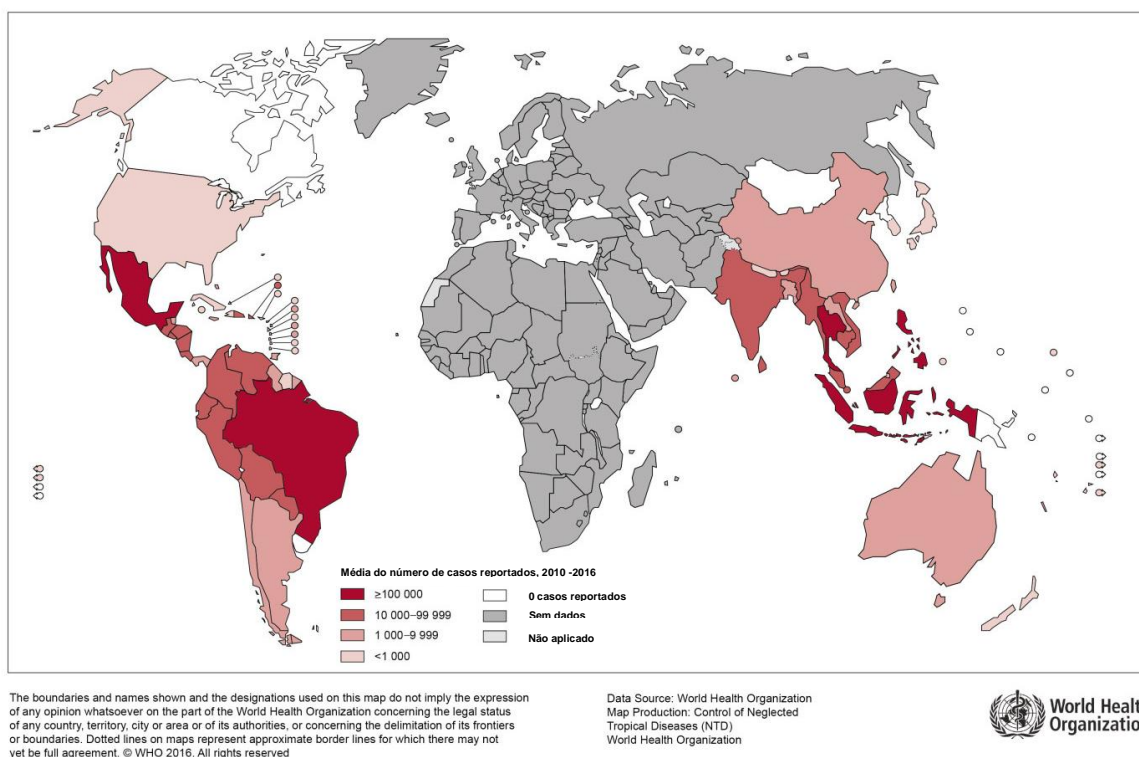 Média do número de casos reportados, 2010 -2016
≥100 000
10 000–99 999
1 000–9 999
<1 000
0 casos reportados
Sem dados
Não aplicado
The boundaries and names shown and the designations used on this map do not imply the expression
of any opinion whatsoever on the part of the World Health Organization concerning the legal status
of any country, territory, city or area or of its authorities, or concerning the delimitation of its frontiers
or boundaries. Dotted lines on maps represent approximate border lines for which there may not
yet be full agreement. © WHO 2016. All rights reserved
Data Source: World Health Organization
Map Production: Control of Neglected
Tropical Diseases (NTD)
World Health Organization
World Health
Organization